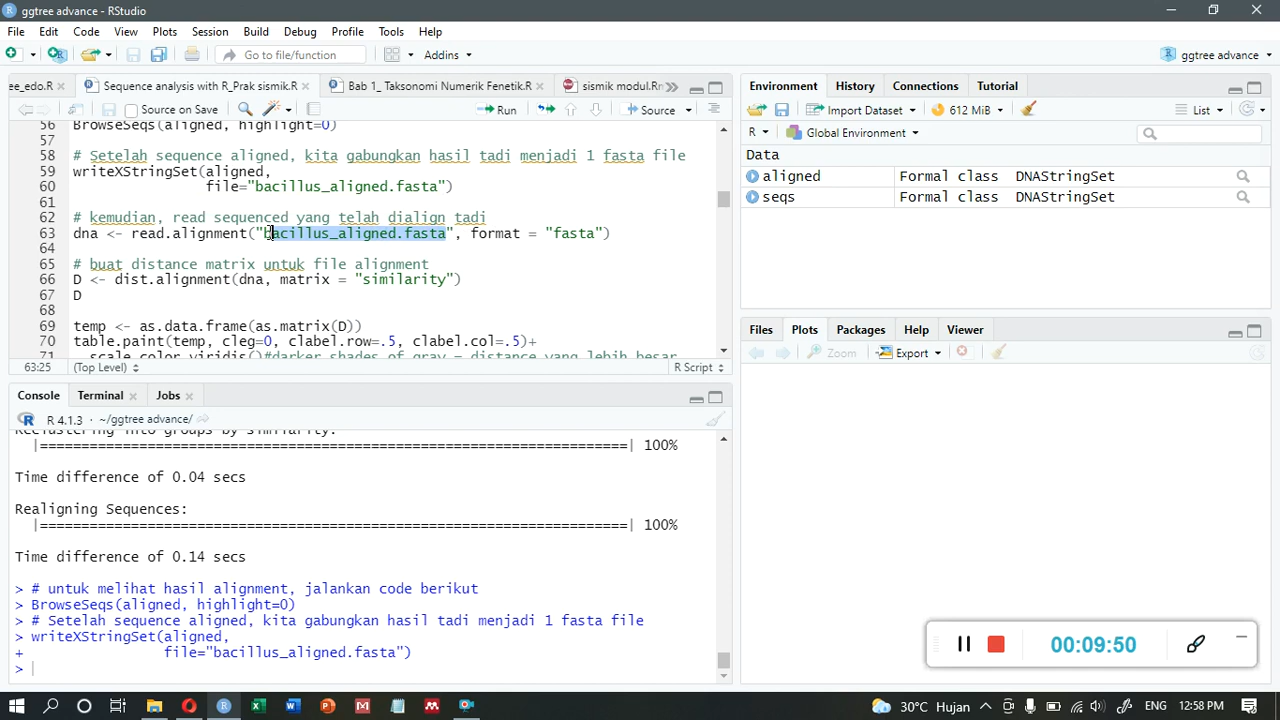 ggtree advance - RStudio
File Edit Code View Plots Session Build Debug Profile Tools Help
Go to file/function Addins ggtree advance
ee_edo.R Sequence analysis with R_Prak sismik.R Bab 1_ Taksonomi Numerik Fenetik.R sismik modul.Rm
Source on Save Run Source
56 BrowseSeqs(aligned, highlight=0)
57
58 # Setelah sequence aligned, kita gabungkan hasil tadi menjadi 1 fasta file
59 writeXStringSet(aligned,
60 file="bacillus_aligned.fasta")
61
62 # kemudian, read sequenced yang telah dialign tadi
63 dna <- read.alignment("bacillus_aligned.fasta", format = "fasta")
64
65 # buat distance matrix untuk file alignment
66 D <- dist.alignment(dna, matrix = "similarity")
67 D
68
69 temp <- as.data.frame(as.matrix(D))
70 table.paint(temp, cleg=0, clabel.row=.5, clabel.col=.5)+
71 scale_color_viridis()#darker shades of gray = distance yang lebih besar
63:25 (Top Level) R Script
Console Terminal Jobs
R 4.1.3 · ~/ggtree advance/
Reclustering into groups by similarity:
|=========================================================================| 100%
Time difference of 0.04 secs
Realigning Sequences:
|=========================================================================| 100%
Time difference of 0.14 secs
> # untuk melihat hasil alignment, jalankan code berikut
> BrowseSeqs(aligned, highlight=0)
> # Setelah sequence aligned, kita gabungkan hasil tadi menjadi 1 fasta file
> writeXStringSet(aligned,
+ file="bacillus_aligned.fasta")
>
Environment History Connections Tutorial
Import Dataset 612 MiB List
R Global Environment
Data
aligned Formal class DNAStringSet
seqs Formal class DNAStringSet
Files Plots Packages Help Viewer
Zoom Export
00:09:50
30°C Hujan ENG 12:58 PM